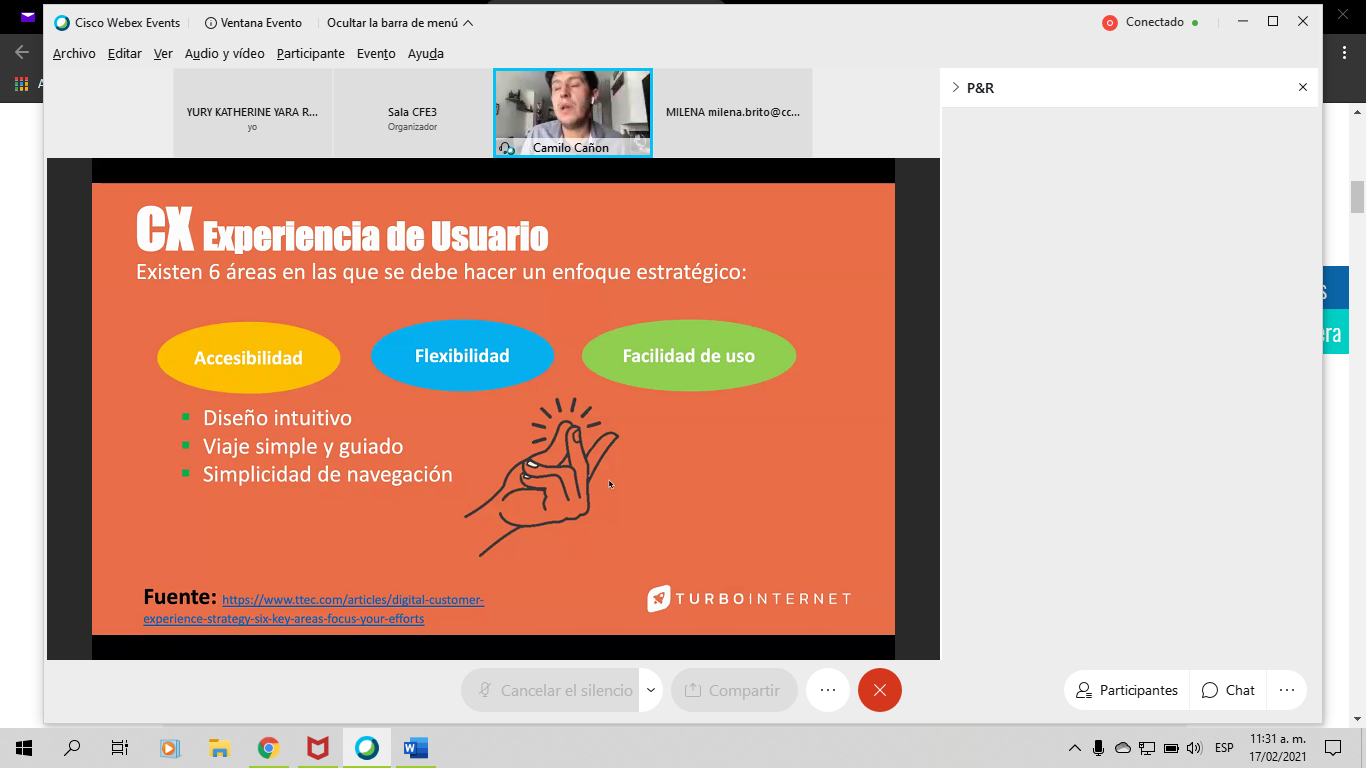 Cisco Webex Events
Ventana Evento
Ocultar la barra de menú
Conectado
Archivo Editar Ver Audio y vídeo Participante Evento Ayuda
YURY KATHERINE YARA R...
yo
Sala CFE3
Organizador
Camilo Cañon
MILENA milena.brito@cc...
P&R
CX Experiencia de Usuario
Existen 6 áreas en las que se debe hacer un enfoque estratégico:
Accesibilidad
Flexibilidad
Facilidad de uso
Diseño intuitivo
Viaje simple y guiado
Simplicidad de navegación
Fuente: https://www.ttec.com/articles/digital-customer-
experience-strategy-six-key-areas-focus-your-efforts
TURBOINTERNET
Cancelar el silencio
Compartir
Participantes
Chat
ESP
11:31 a. m.
17/02/2021